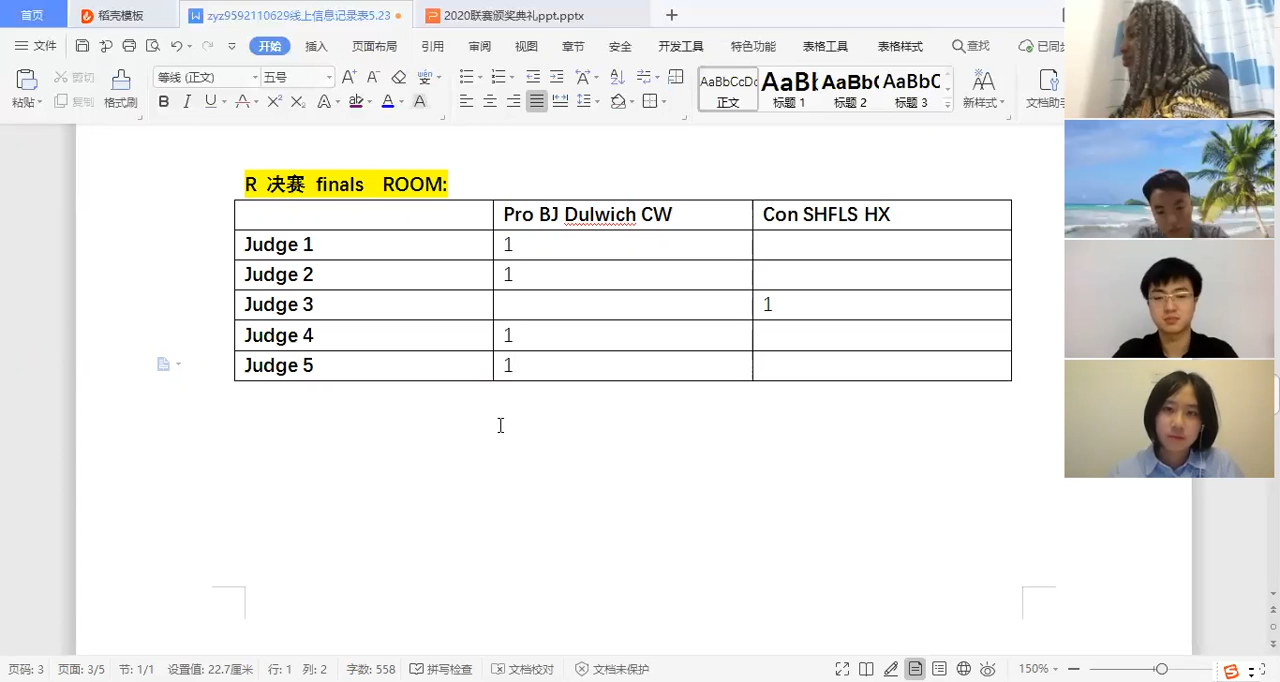 首页 稻壳模板 zyz9592110629线上信息记录表5.23 2020联赛颁奖典礼ppt.pptx
文件 开始 插入 页面布局 引用 审阅 视图 章节 安全 开发工具 特色功能 表格工具 表格样式 查找 已同
粘贴 剪切 复制 格式刷 等线 (正文) 五号 AaBbCcDc 正文 AaBl 标题 1 AaBb( 标题 2 AaBbC 标题 3 新样式 文档助手
R 决赛 finals ROOM:
Pro BJ Dulwich CW Con SHFLS HX
Judge 1 1
Judge 2 1
Judge 3 1
Judge 4 1
Judge 5 1
页码: 3 页面: 3/5 节: 1/1 设置值: 22.7厘米 行: 1 列: 2 字数: 558 拼写检查 文档校对 文档未保护 150%